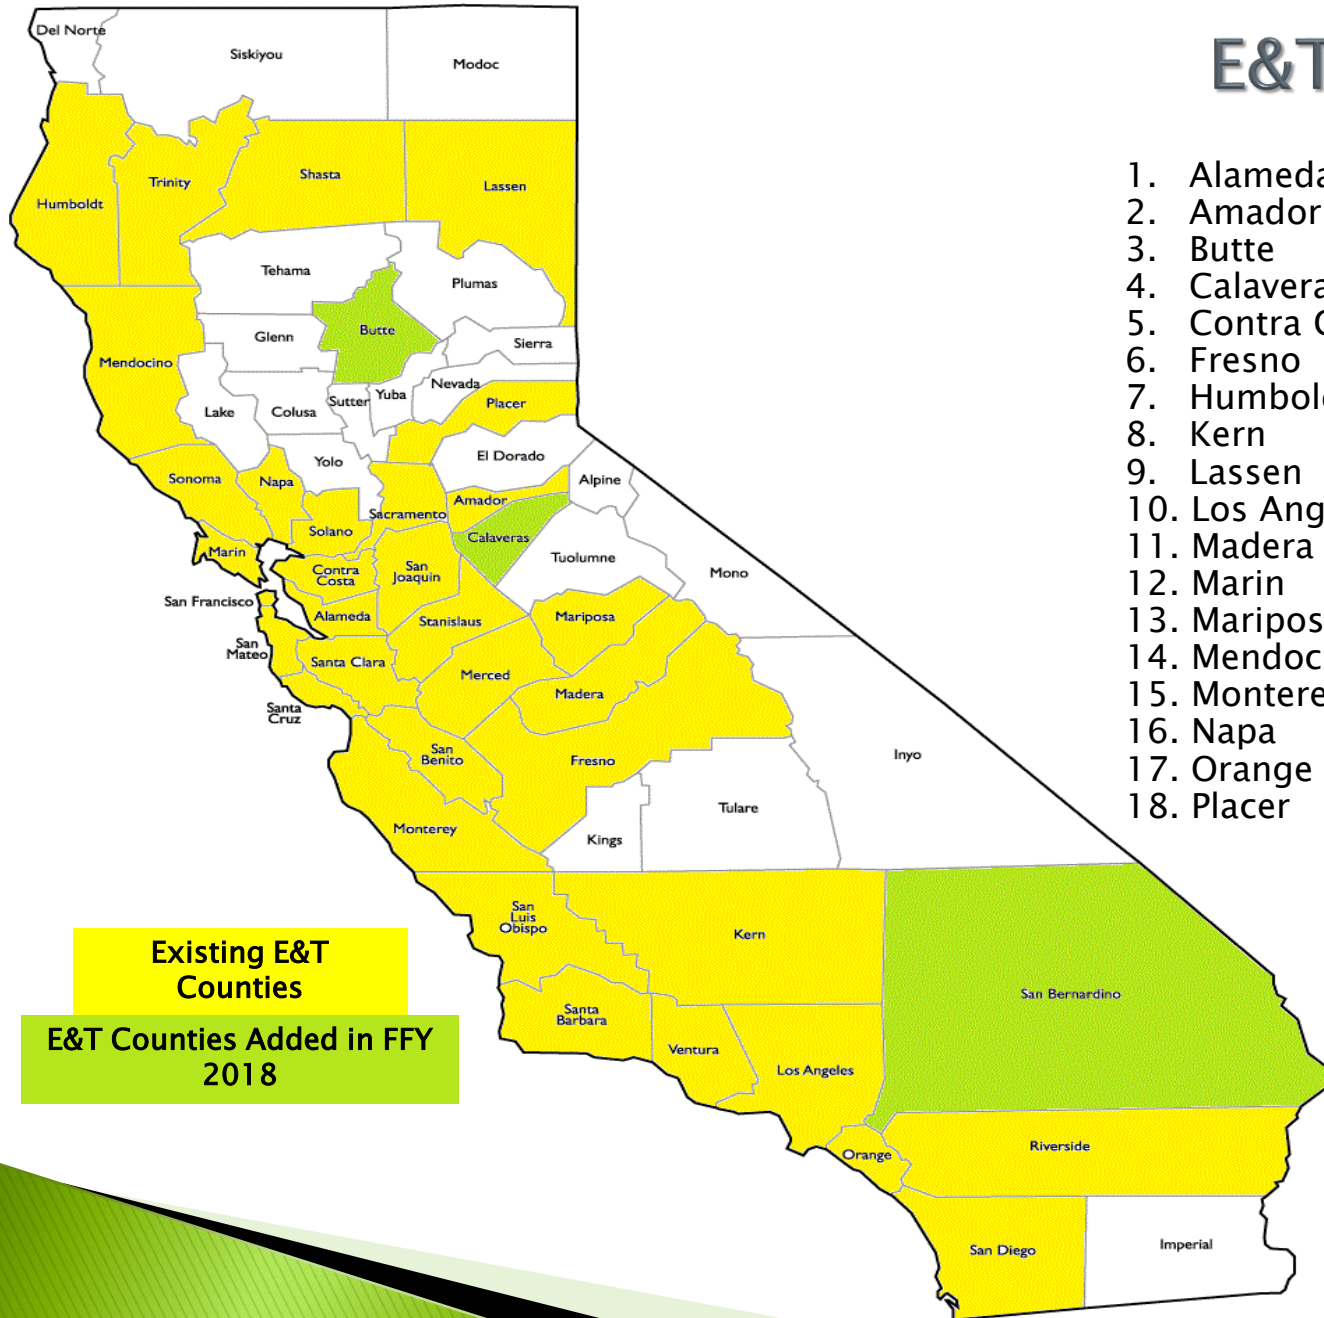 E&T
Del Norte
Siskiyou
Modoc
Humboldt
Trinity
Shasta
Lassen
Tehama
Plumas
Butte
Glenn
Sierra
Mendocino
Lake
Colusa
Sutter
Yuba
Nevada
Placer
Yolo
El Dorado
Sonoma
Napa
Sacramento
Amador
Alpine
Solano
Calaveras
Marin
Contra
Costa
San
Joaquin
Tuolumne
Mono
San Francisco
Alameda
Stanislaus
Mariposa
San
Mateo
Santa Clara
Merced
Madera
Santa
Cruz
San
Benito
Fresno
Inyo
Monterey
Kings
Tulare
San
Luis
Obispo
Kern
San Bernardino
Santa
Barbara
Ventura
Los Angeles
Orange
Riverside
San Diego
Imperial
1. Alameda
2. Amador
3. Butte
4. Calavera
5. Contra C
6. Fresno
7. Humbol
8. Kern
9. Lassen
10. Los Ang
11. Madera
12. Marin
13. Maripos
14. Mendoc
15. Montere
16. Napa
17. Orange
18. Placer
Existing E&T
Counties
E&T Counties Added in FFY
2018